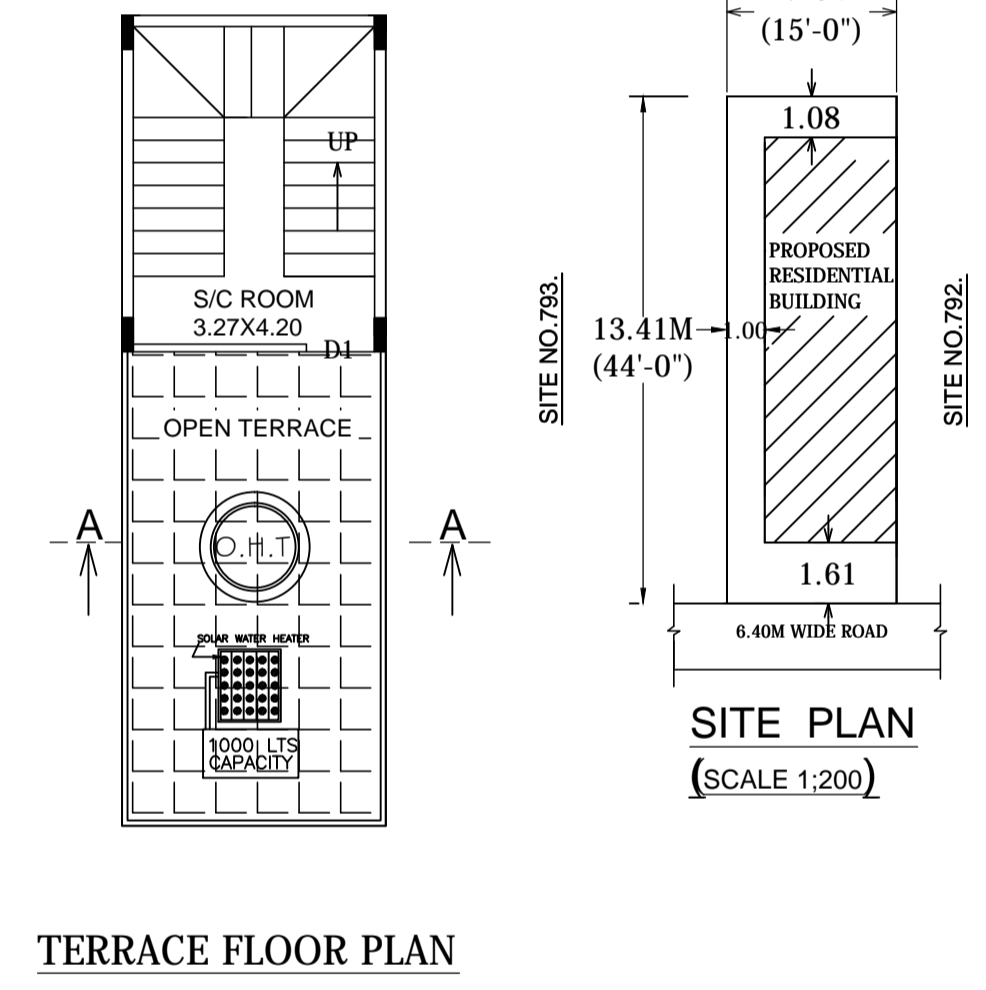 UP
S/C ROOM
3.27X4.20
D1
OPEN TERRACE
A
A
O.H.T
SOLAR WATER HEATER
1000 LTS
CAPACITY
TERRACE FLOOR PLAN
(15'-0")
1.08
PROPOSED
RESIDENTIAL
BUILDING
SITE NO.793.
13.41M
(44'-0")
1.00
SITE NO.792.
1.61
6.40M WIDE ROAD
SITE PLAN
(SCALE 1;200)